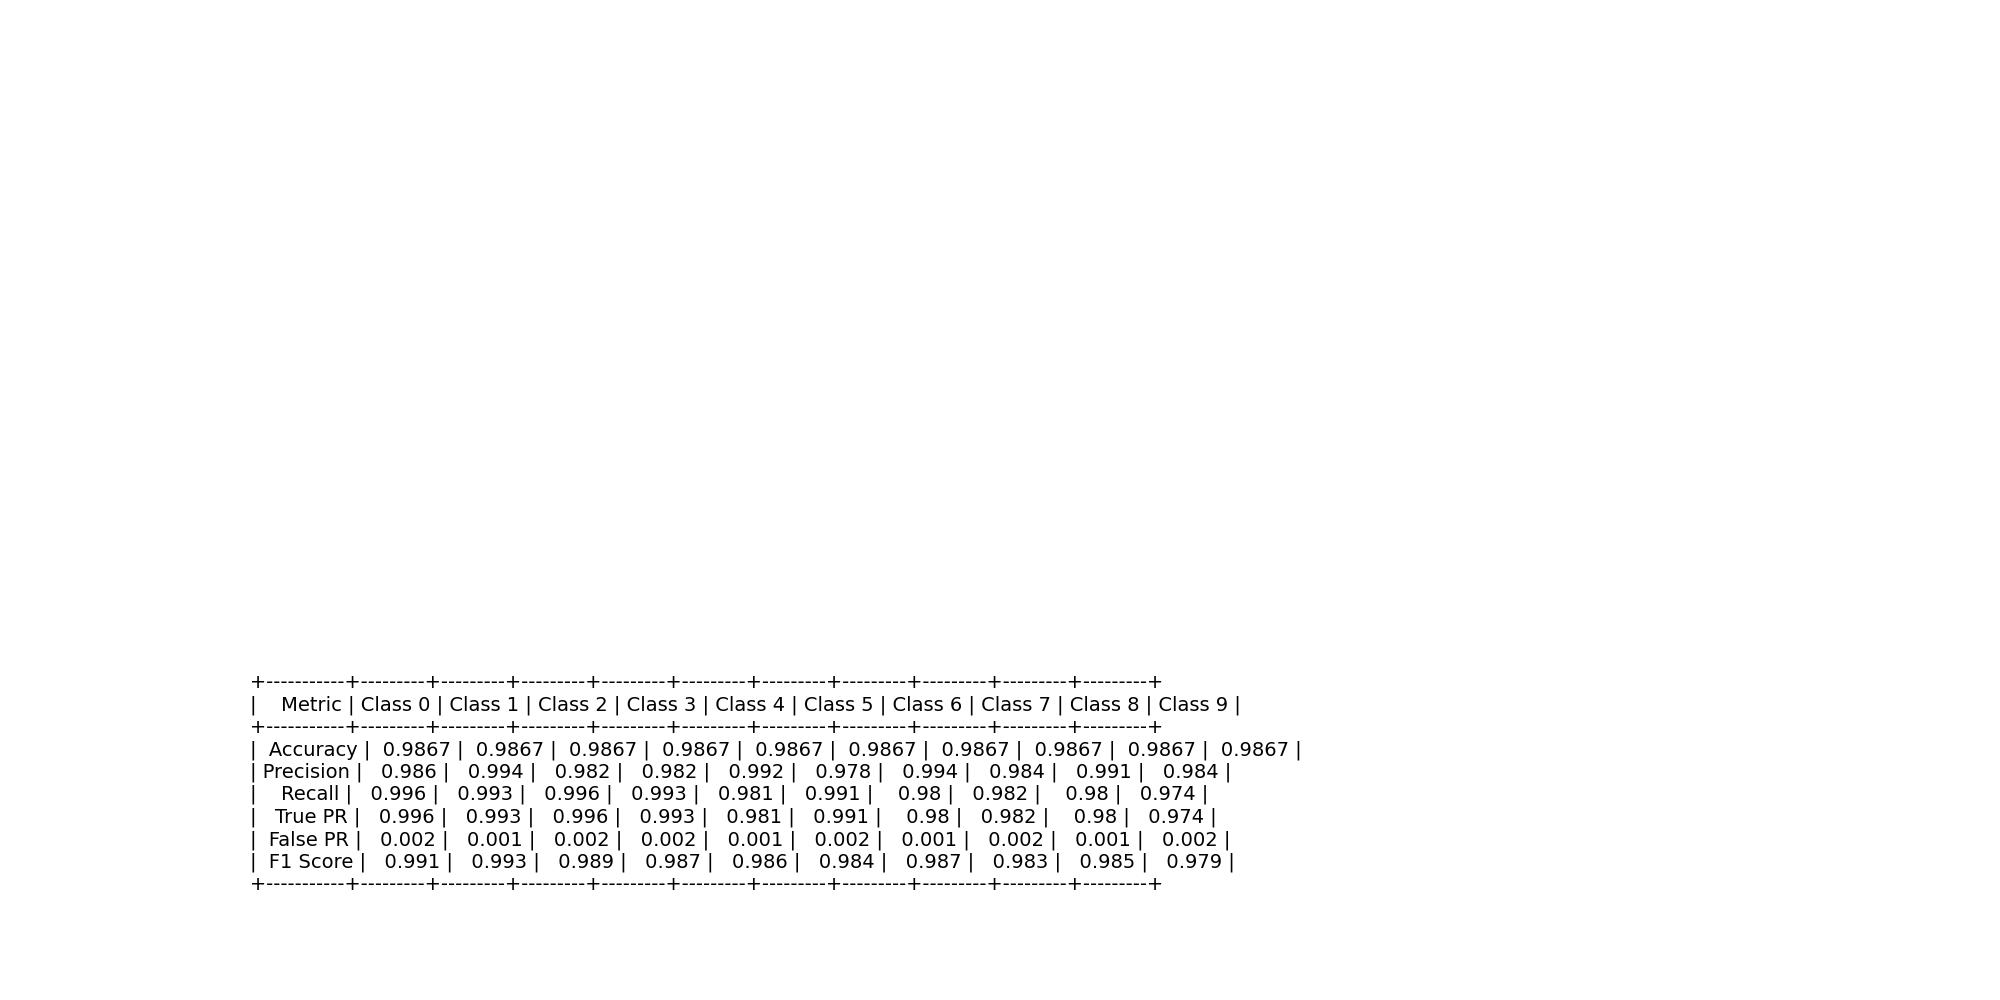 +-----------+---------+---------+---------+---------+---------+---------+---------+---------+---------+
| Metric | Class 0 | Class 1 | Class 2 | Class 3 | Class 4 | Class 5 | Class 6 | Class 7 | Class 8 | Class 9 |
+-----------+---------+---------+---------+---------+---------+---------+---------+---------+---------+
| Accuracy | 0.9867 | 0.9867 | 0.9867 | 0.9867 | 0.9867 | 0.9867 | 0.9867 | 0.9867 | 0.9867 | 0.9867 |
| Precision | 0.986 | 0.994 | 0.982 | 0.982 | 0.992 | 0.978 | 0.994 | 0.984 | 0.991 | 0.984 |
| Recall | 0.996 | 0.993 | 0.996 | 0.993 | 0.981 | 0.991 | 0.98 | 0.982 | 0.98 | 0.974 |
| True PR | 0.996 | 0.993 | 0.996 | 0.993 | 0.981 | 0.991 | 0.98 | 0.982 | 0.98 | 0.974 |
| False PR | 0.002 | 0.001 | 0.002 | 0.002 | 0.001 | 0.002 | 0.001 | 0.002 | 0.001 | 0.002 |
| F1 Score | 0.991 | 0.993 | 0.989 | 0.987 | 0.986 | 0.984 | 0.987 | 0.983 | 0.985 | 0.979 |
+-----------+---------+---------+---------+---------+---------+---------+---------+---------+---------+